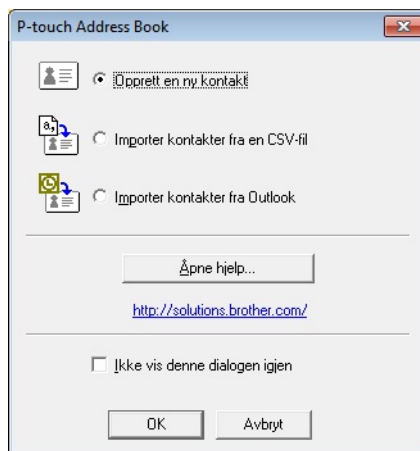 P-touch Address Book
Opprett en ny kontakt
a,
Importer kontakter fra en CSV-fil
Importer kontakter fra Outlook
Åpne hjelp...
http://solutions.brother.com/
Ikke vis denne dialogen igjen
OK
Avbryt